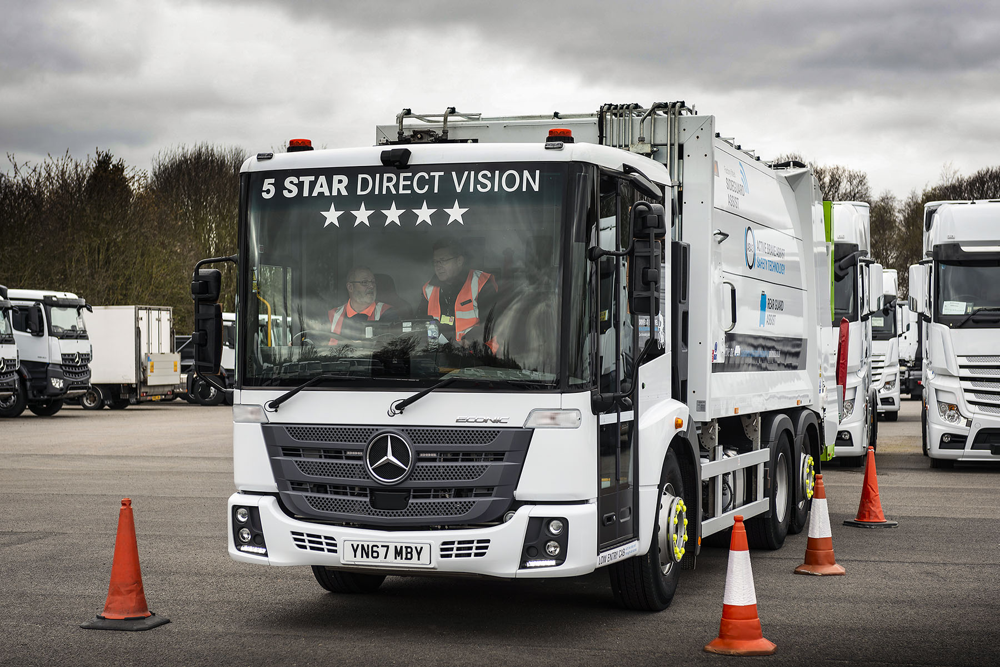 5 STAR DIRECT VISION
ECONIC
YN67 MBY
LOW ENTRY CAB
SIDEGUARD
ASSIST
ABA3
ACTIVE BRAKE ASSIST
SAFETY TECHNOLOGY
REAR GUARD
ASSIST